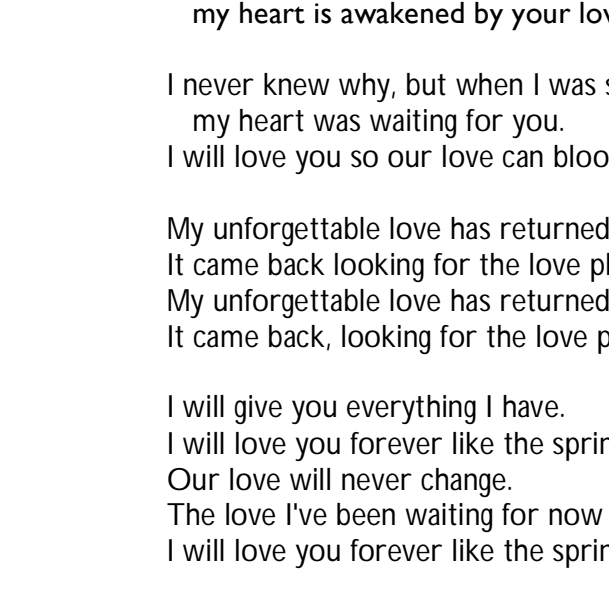 my heart is awakened by your
I never knew why, but when I was
my heart was waiting for you.
I will love you so our love can
My unforgettable love has returned
It came back looking for the love
My unforgettable love has returned
It came back, looking for the love
I will give you everything I have.
I will love you forever like the
Our love will never change.
The love I've been waiting for now
I will love you forever like the